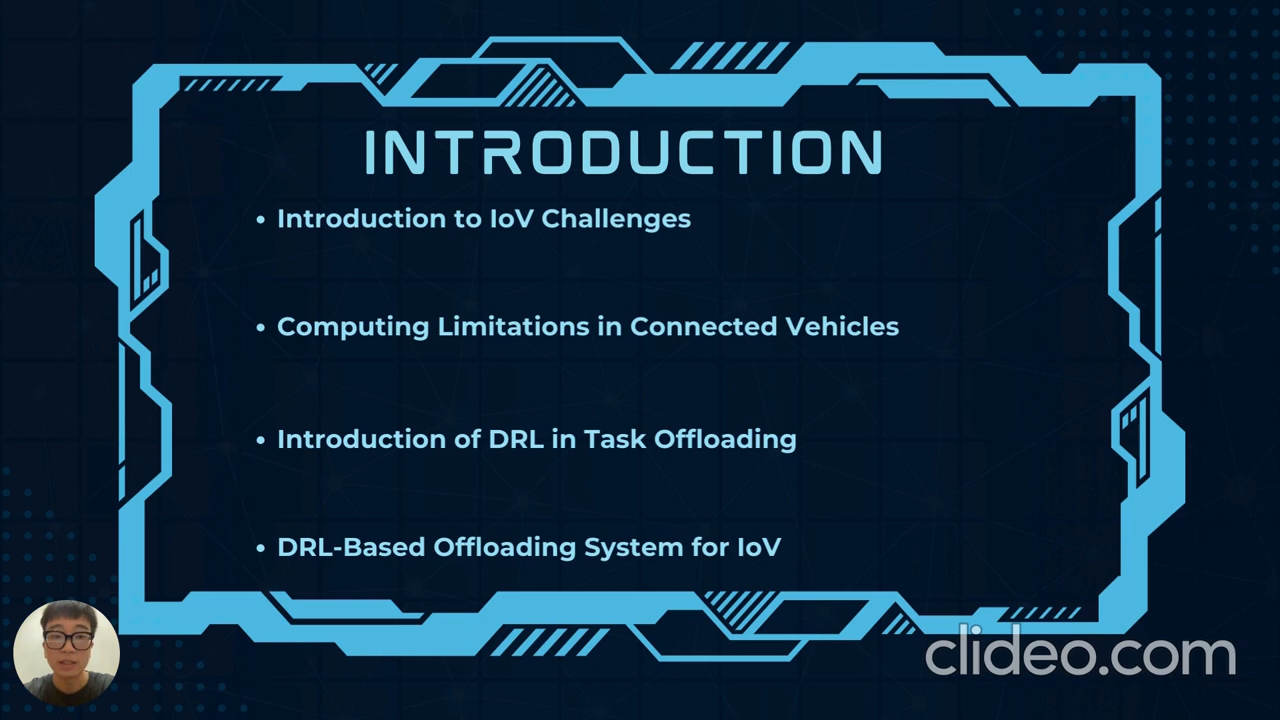 INTRODUCTION
• Introduction to IoV Challenges
• Computing Limitations in Connected Vehicles
• Introduction of DRL in Task Offloading
• DRL-Based Offloading System for IoV
clideo.com